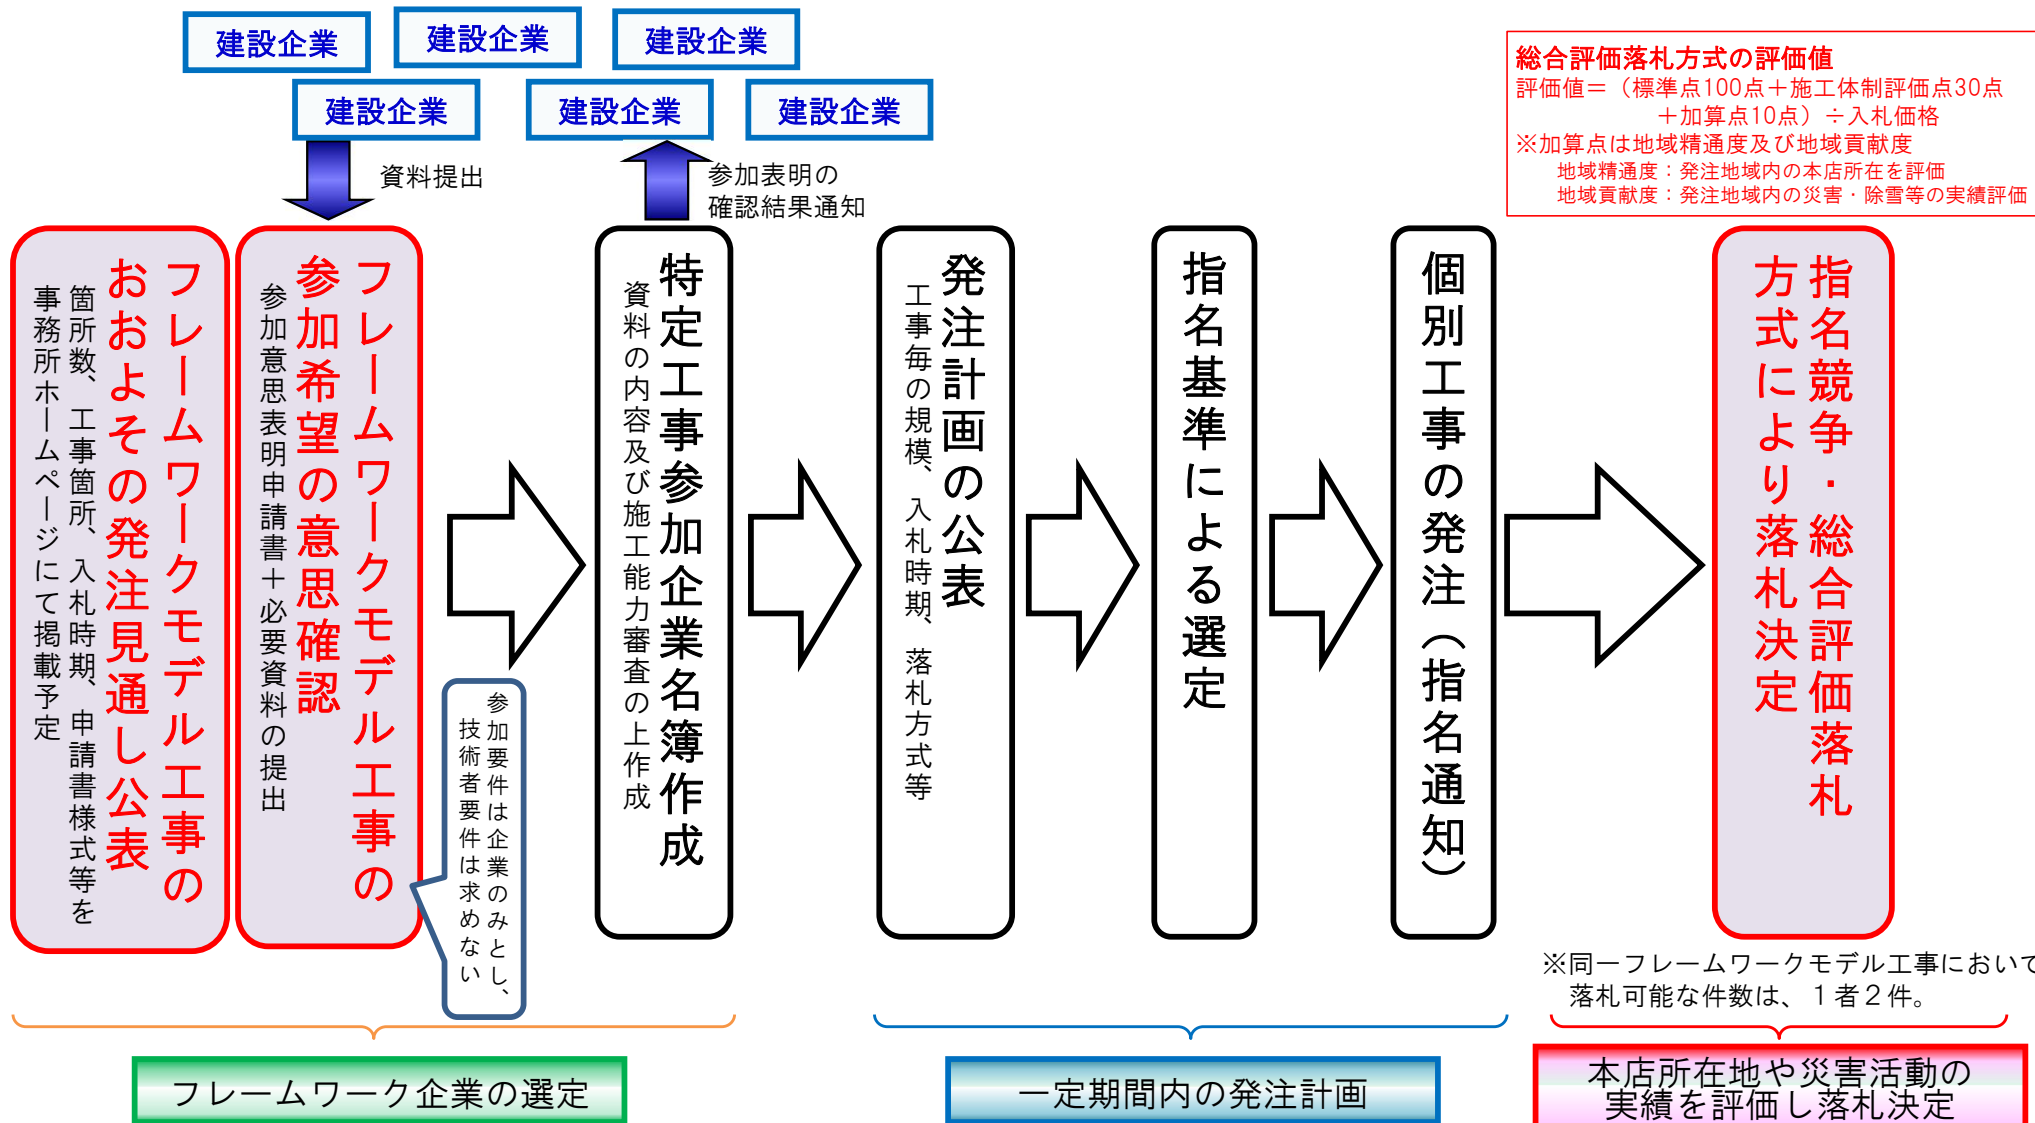 建設企業
建設企業
建設企業
建設企業
建設企業
建設企業
資料提出
参加表明の
確認結果通知
総合評価落札方式の評価値
評価値＝（標準点100点＋施工体制評価点30点
＋加算点10点）÷入札価格
※加算点は地域精通度及び地域貢献度
地域精通度：発注地域内の本店所在を評価
地域貢献度：発注地域内の災害・除雪等の実績評価
フレームワークモデル工事の
おおよその発注見通し公表
箇所数、工事箇所、入札時期、申請書様式等を
事務所ホームページにて掲載予定
フレームワークモデル工事の
参加希望の意思確認
参加意思表明申請書＋必要資料の提出
参加要件は企業のみとし、
技術者要件は求めない
特定工事参加企業名簿作成
資料の内容及び施工能力審査の上作成
発注計画の公表
工事毎の規模、入札時期、落札方式等
指名基準による選定
個別工事の発注（指名通知）
指名競争・総合評価落札
方式により落札決定
※同一フレームワークモデル工事において
落札可能な件数は、１者２件。
フレームワーク企業の選定
一定期間内の発注計画
本店所在地や災害活動の
実績を評価し落札決定